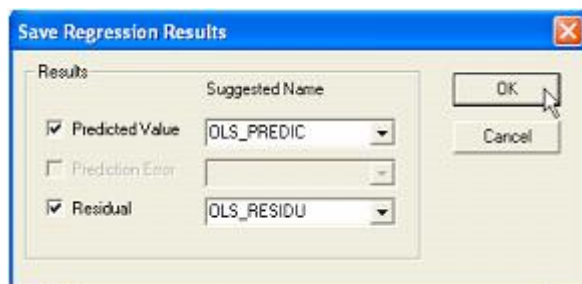 Save Regression Results
Results
Suggested Name
OK
Predicted Value OLS_PREDIC
Cancel
Prediction Error
Residual OLS_RESIDU